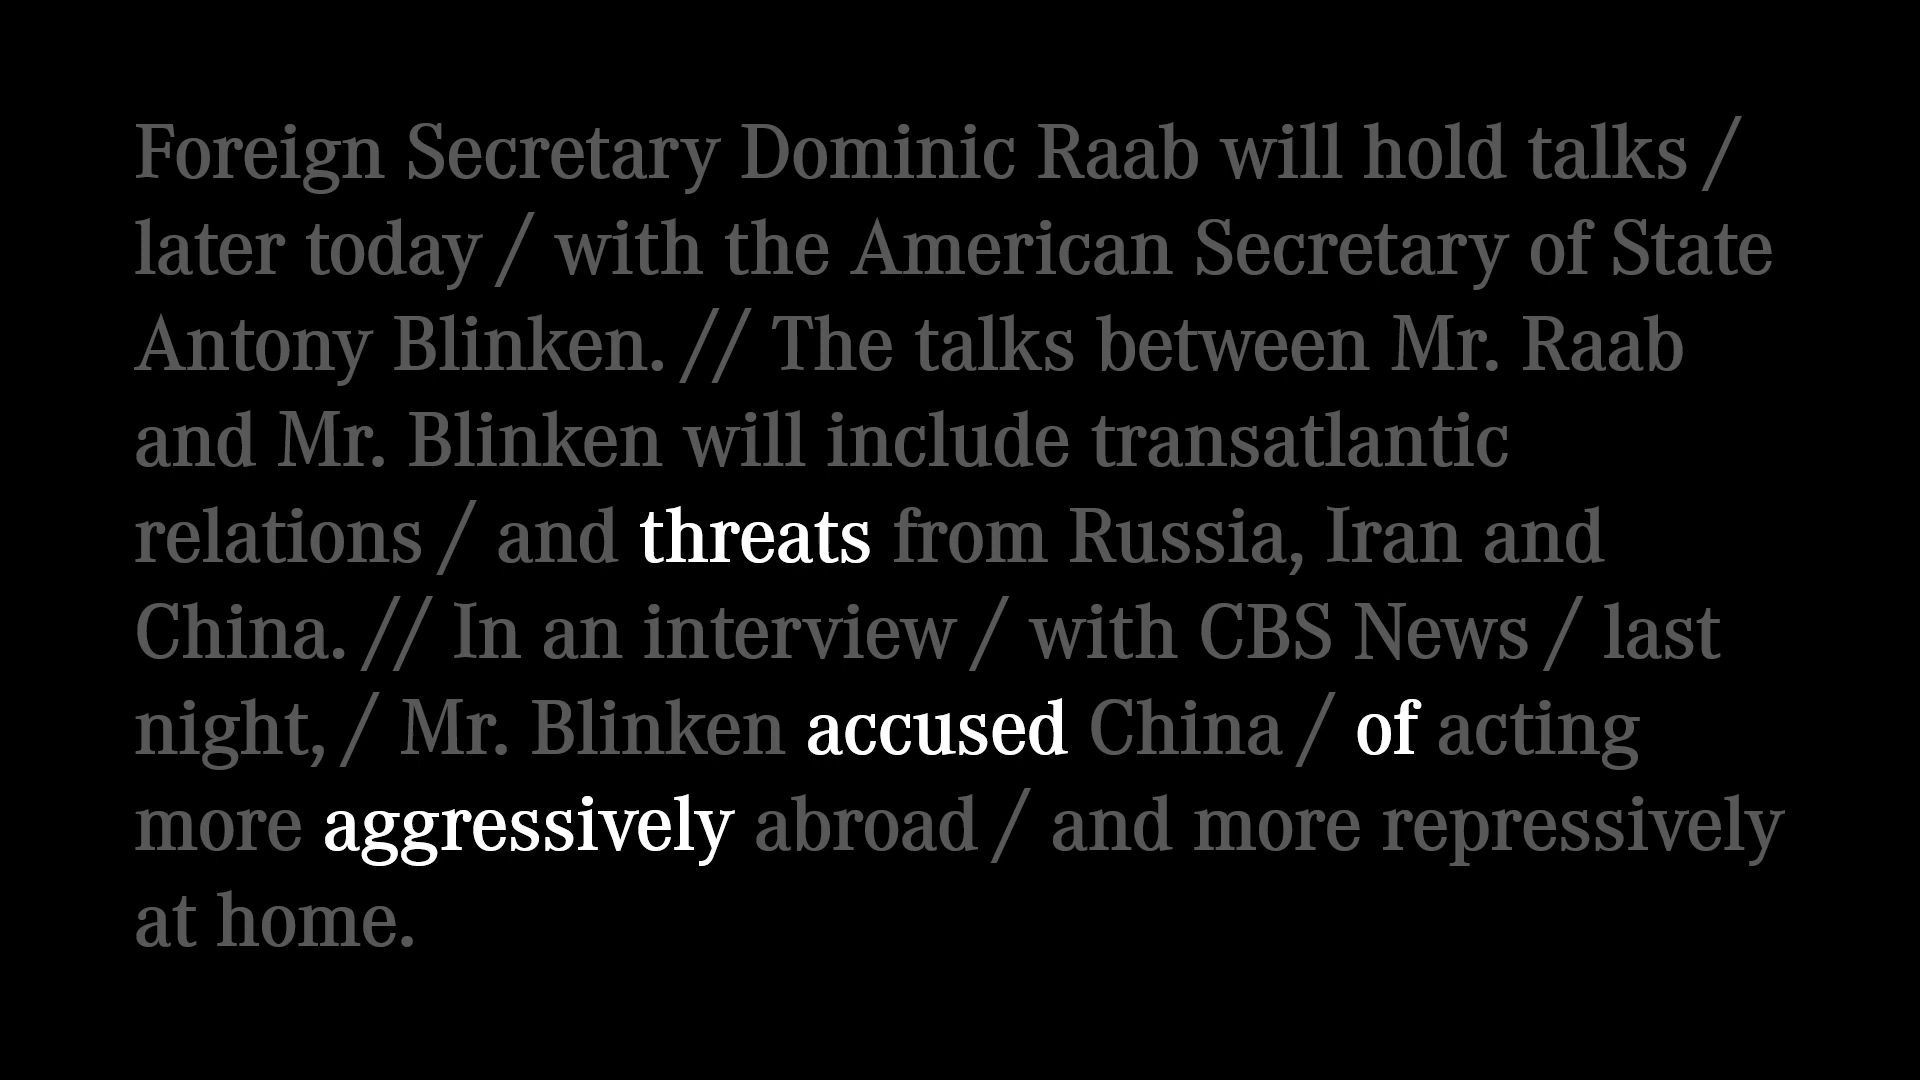 Foreign Secretary Dominic Raab will hold talks /
later today / with the American Secretary of State
Antony Blinken. // The talks between Mr. Raab
and Mr. Blinken will include transatlantic
relations / and threats from Russia, Iran and
China. // In an interview / with CBS News / last
night, / Mr. Blinken accused China / of acting
more aggressively abroad / and more repressively
at home.